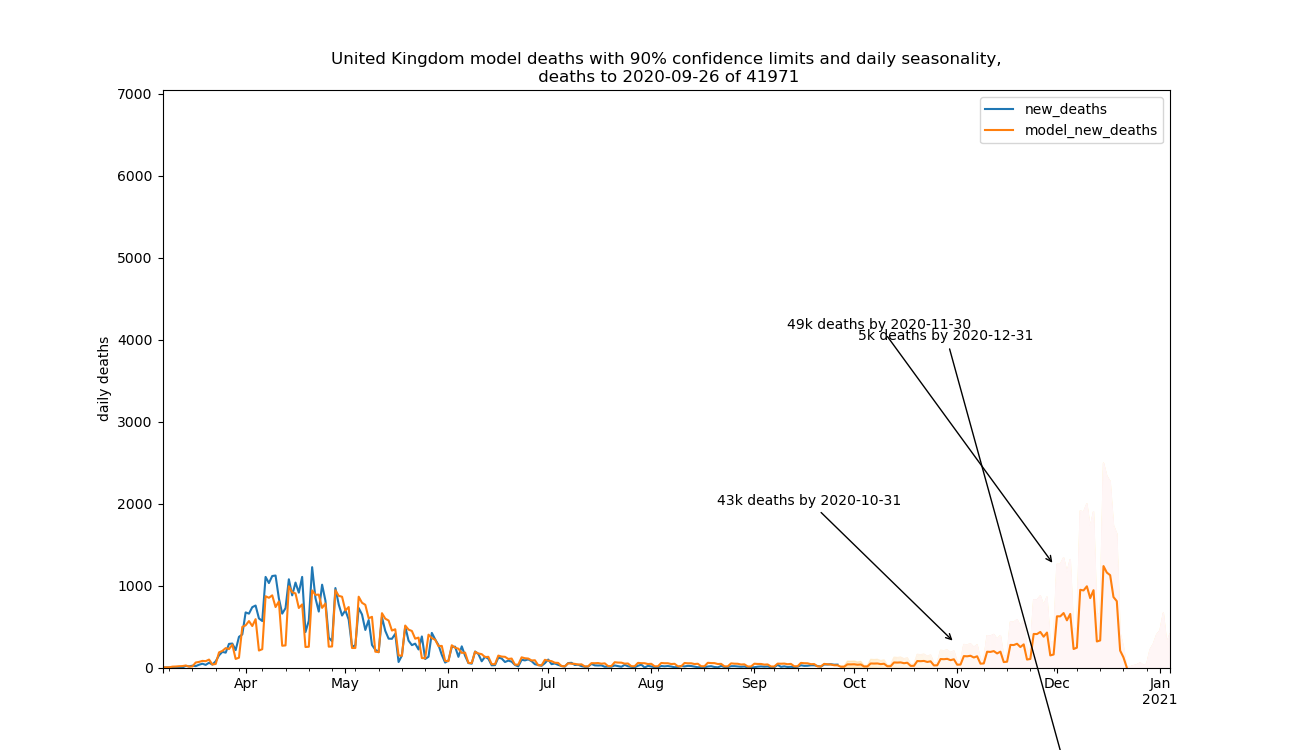 United Kingdom model deaths with 90% confidence limits and daily seasonality,
deaths to 2020-09-26 of 41971
new_deaths
model_new_deaths
daily deaths
7000
6000
5000
4000
3000
2000
1000
0
49k deaths by 2020-11-30
5k deaths by 2020-12-31
43k deaths by 2020-10-31
Apr
May
Jun
Jul
Aug
Sep
Oct
Nov
Dec
Jan
2021